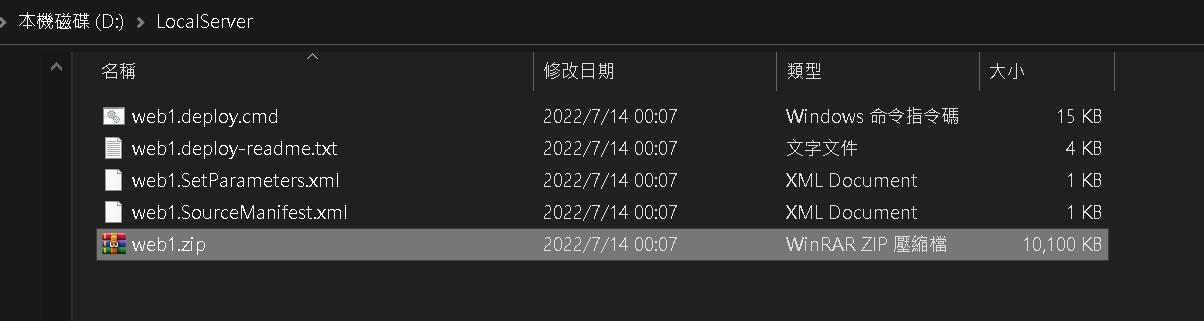 本機磁碟 (D:) > LocalServer
名稱 修改日期 類型 大小
web1.deploy.cmd 2022/7/14 00:07 Windows 命令指令碼 15 KB
web1.deploy-readme.txt 2022/7/14 00:07 文字文件 4 KB
web1.SetParameters.xml 2022/7/14 00:07 XML Document 1 KB
web1.SourceManifest.xml 2022/7/14 00:07 XML Document 1 KB
web1.zip 2022/7/14 00:07 WinRAR ZIP 壓縮檔 10,100 KB